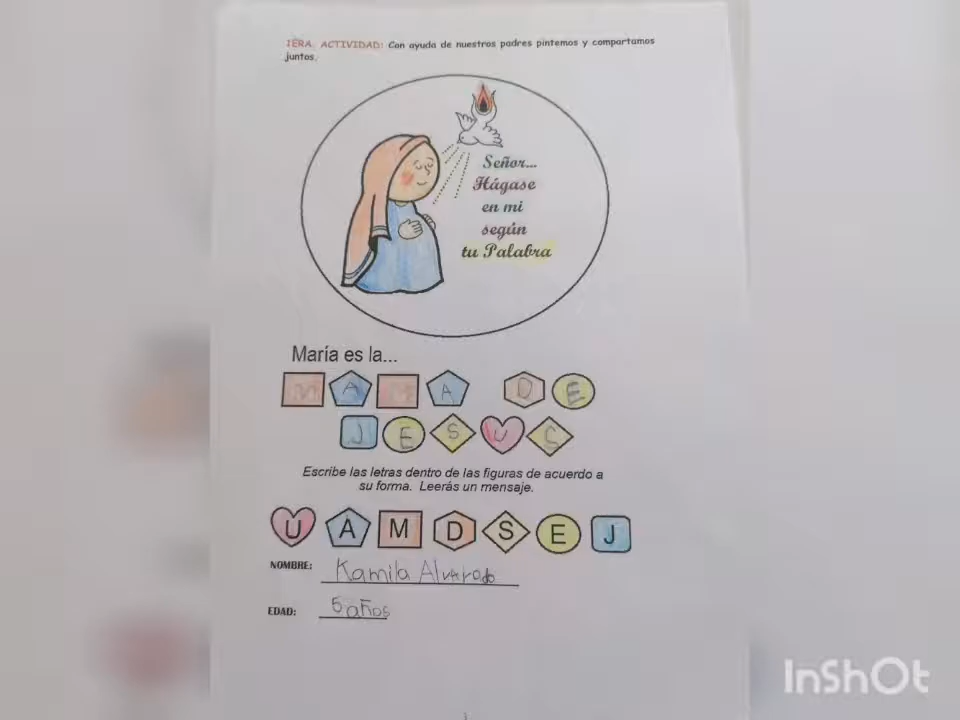 1ERA. ACTIVIDAD: Con ayuda de nuestros padres pintemos y compartamos
juntos.
Señor...
Hágase
en mi
según
tu Palabra
María es la...
M A M A D E
J E S U S
Escribe las letras dentro de las figuras de acuerdo a
su forma. Leerás un mensaje.
U A M D S E J
NOMBRE: Kamila Alvarado
EDAD: 5 años
InShOt